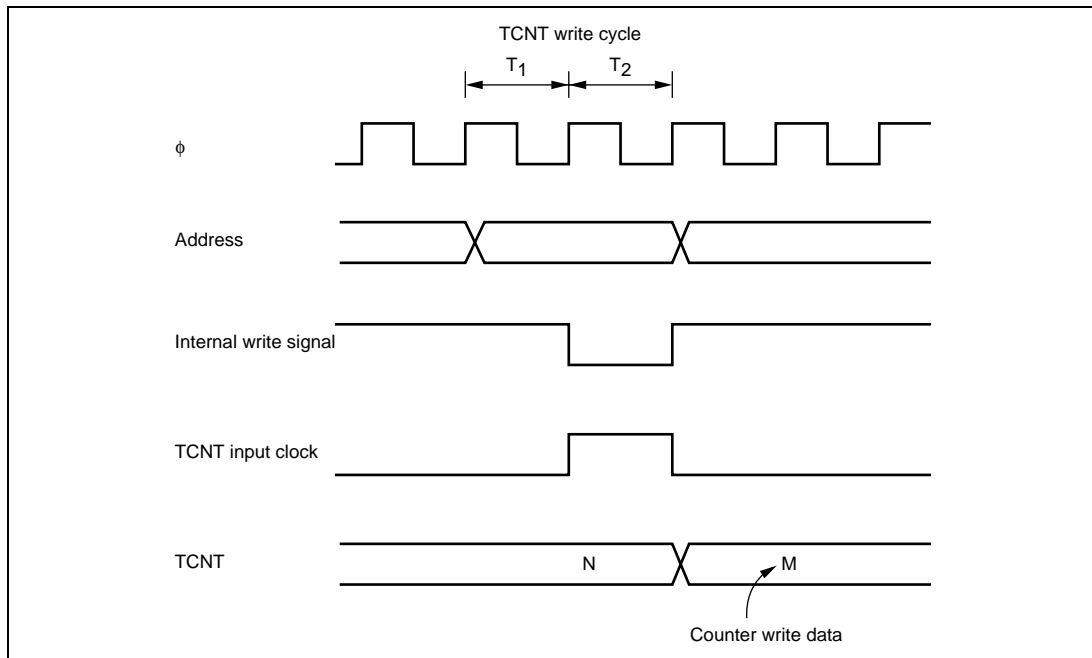 TCNT write cycle
T1 T2
ϕ
Address
Internal write signal
TCNT input clock
TCNT N M
Counter write data